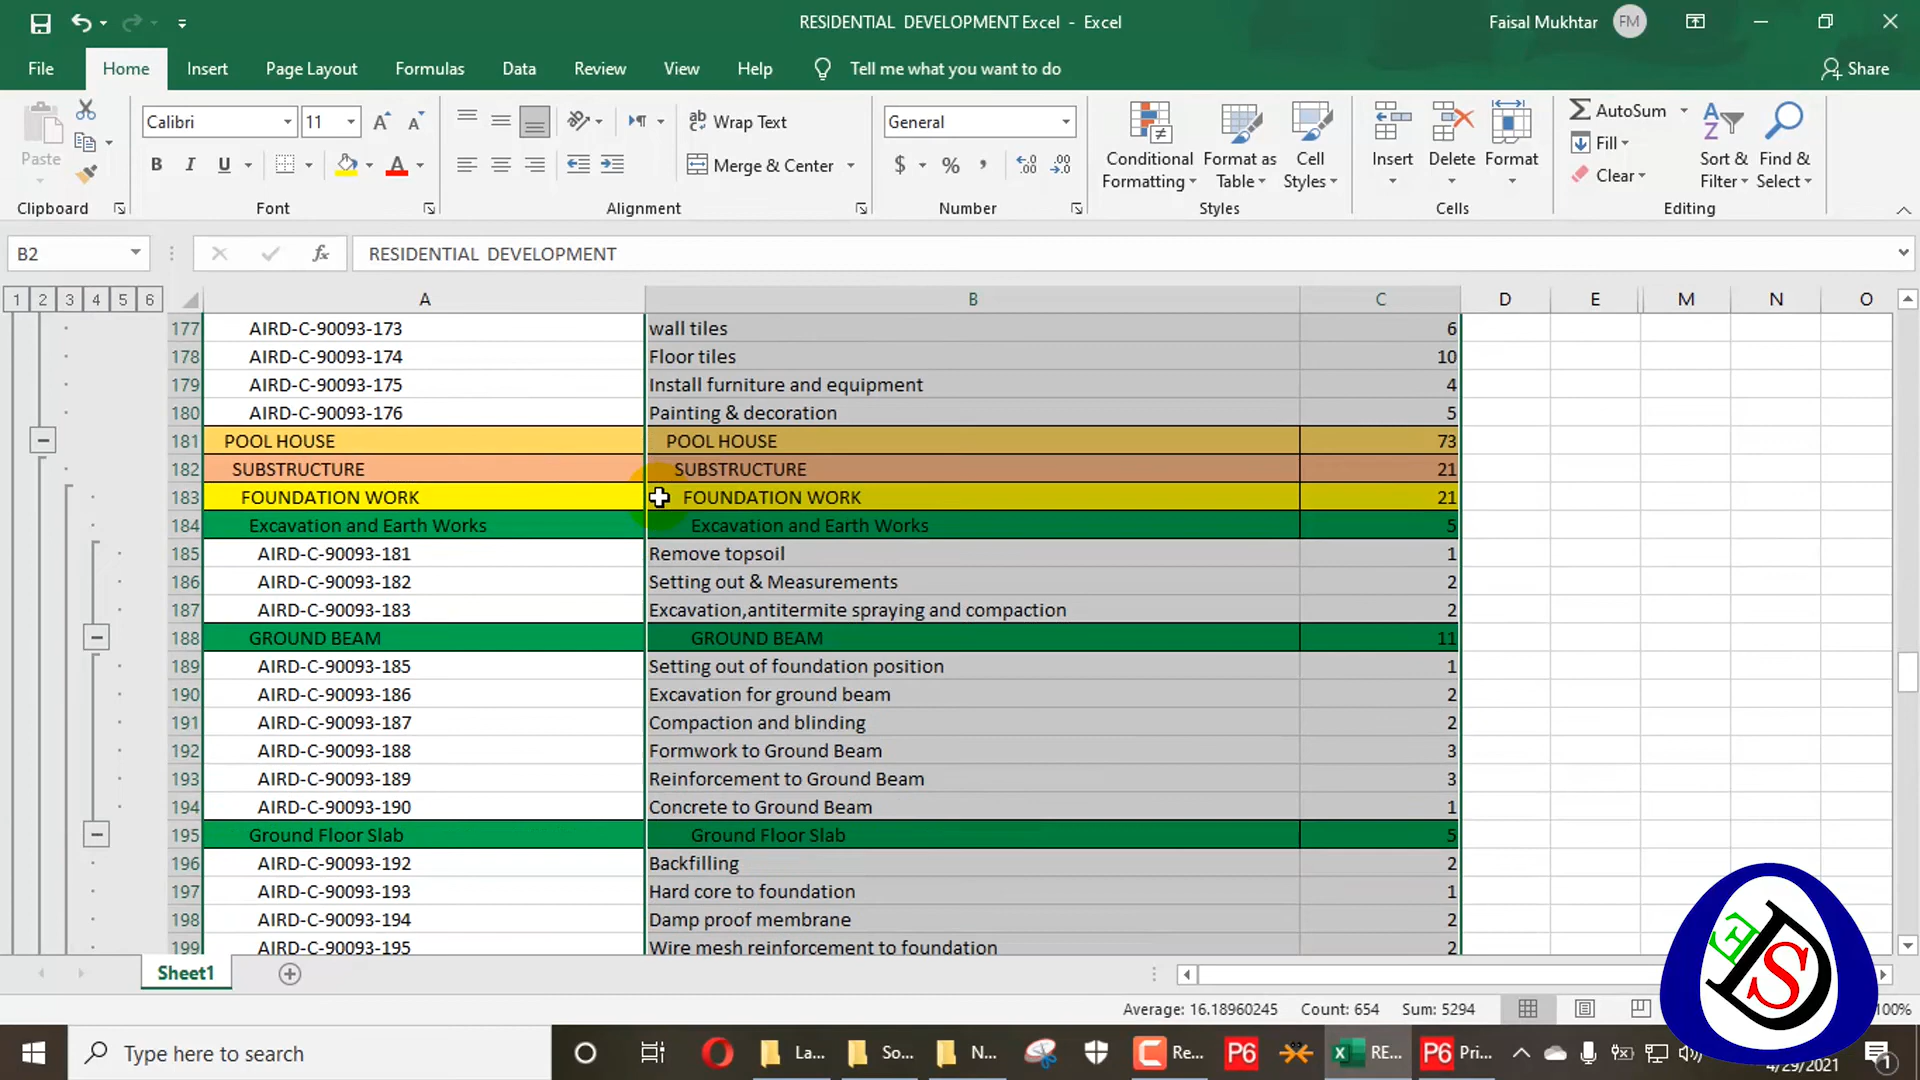 RESIDENTIAL DEVELOPMENT Excel - Excel
Faisal Mukhtar FM
File Home Insert Page Layout Formulas Data Review View Help Tell me what you want to do Share
Paste
Calibri 11
Wrap Text
General
Conditional Formatting
Format as Table
Cell Styles
Insert Delete Format
AutoSum
Fill
Clear
Sort & Filter
Find & Select
B I U A
Merge & Center
$ % ,
Clipboard Font Alignment Number Styles Cells Editing
B2 fx RESIDENTIAL DEVELOPMENT
1 2 3 4 5 6 A B C D E M N O
177 AIRD-C-90093-173 wall tiles 6
178 AIRD-C-90093-174 Floor tiles 10
179 AIRD-C-90093-175 Install furniture and equipment 4
180 AIRD-C-90093-176 Painting & decoration 5
181 POOL HOUSE POOL HOUSE 73
182 SUBSTRUCTURE SUBSTRUCTURE 21
183 FOUNDATION WORK FOUNDATION WORK 21
184 Excavation and Earth Works Excavation and Earth Works 5
185 AIRD-C-90093-181 Remove topsoil 1
186 AIRD-C-90093-182 Setting out & Measurements 2
187 AIRD-C-90093-183 Excavation,antitermite spraying and compaction 2
188 GROUND BEAM GROUND BEAM 11
189 AIRD-C-90093-185 Setting out of foundation position 1
190 AIRD-C-90093-186 Excavation for ground beam 2
191 AIRD-C-90093-187 Compaction and blinding 2
192 AIRD-C-90093-188 Formwork to Ground Beam 3
193 AIRD-C-90093-189 Reinforcement to Ground Beam 3
194 AIRD-C-90093-190 Concrete to Ground Beam 1
195 Ground Floor Slab Ground Floor Slab 5
196 AIRD-C-90093-192 Backfilling 2
197 AIRD-C-90093-193 Hard core to foundation 1
198 AIRD-C-90093-194 Damp proof membrane 2
199 AIRD-C-90093-195 Wire mesh reinforcement to foundation 2
Sheet1
Average: 16.18960245 Count: 654 Sum: 5294 100%
Type here to search La... So... N... Re... P6 RE... P6 Pri...
4/29/2021 1
E D S